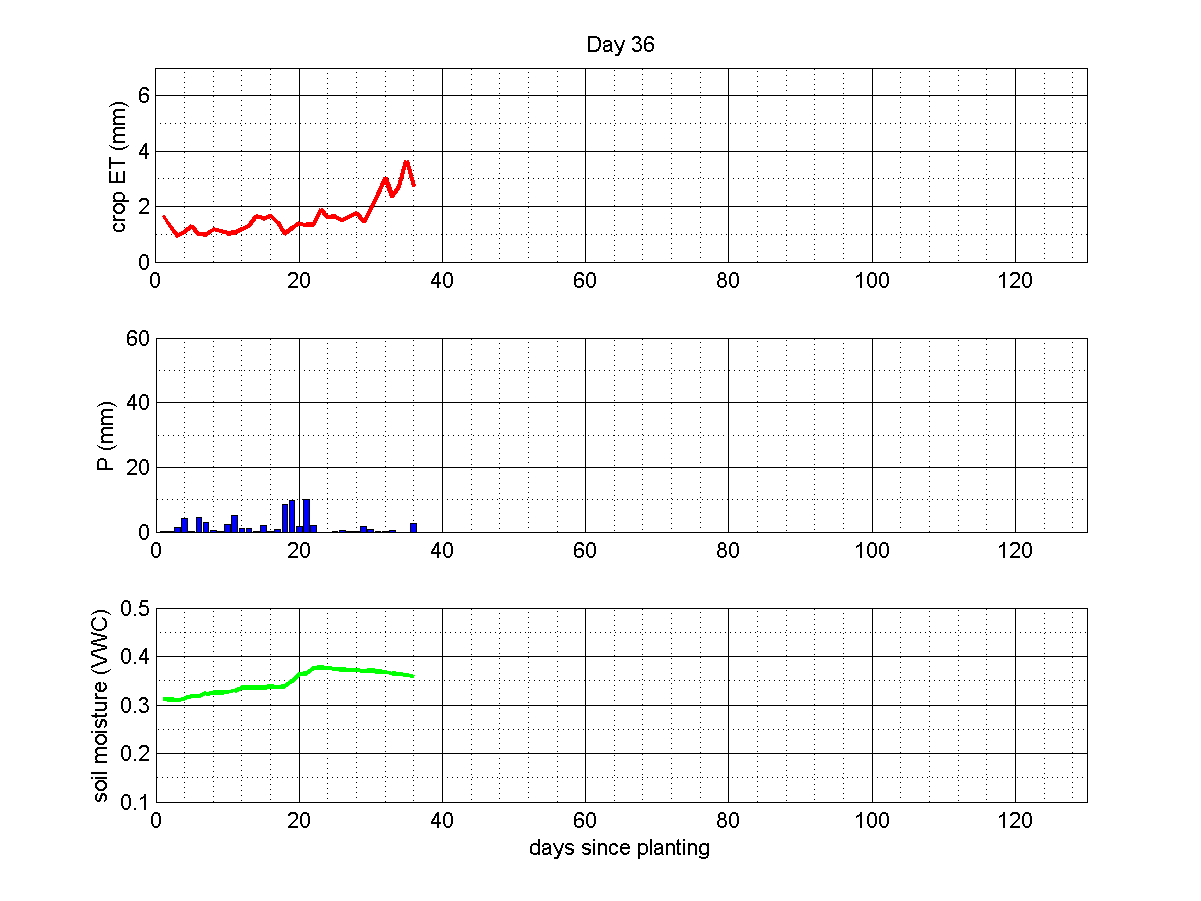 Day 36
crop ET (mm)
6
4
2
0
0 20 40 60 80 100 120
P (mm)
60
40
20
0
0 20 40 60 80 100 120
soil moisture (VWC)
0.5
0.4
0.3
0.2
0.1
0 20 40 60 80 100 120
days since planting